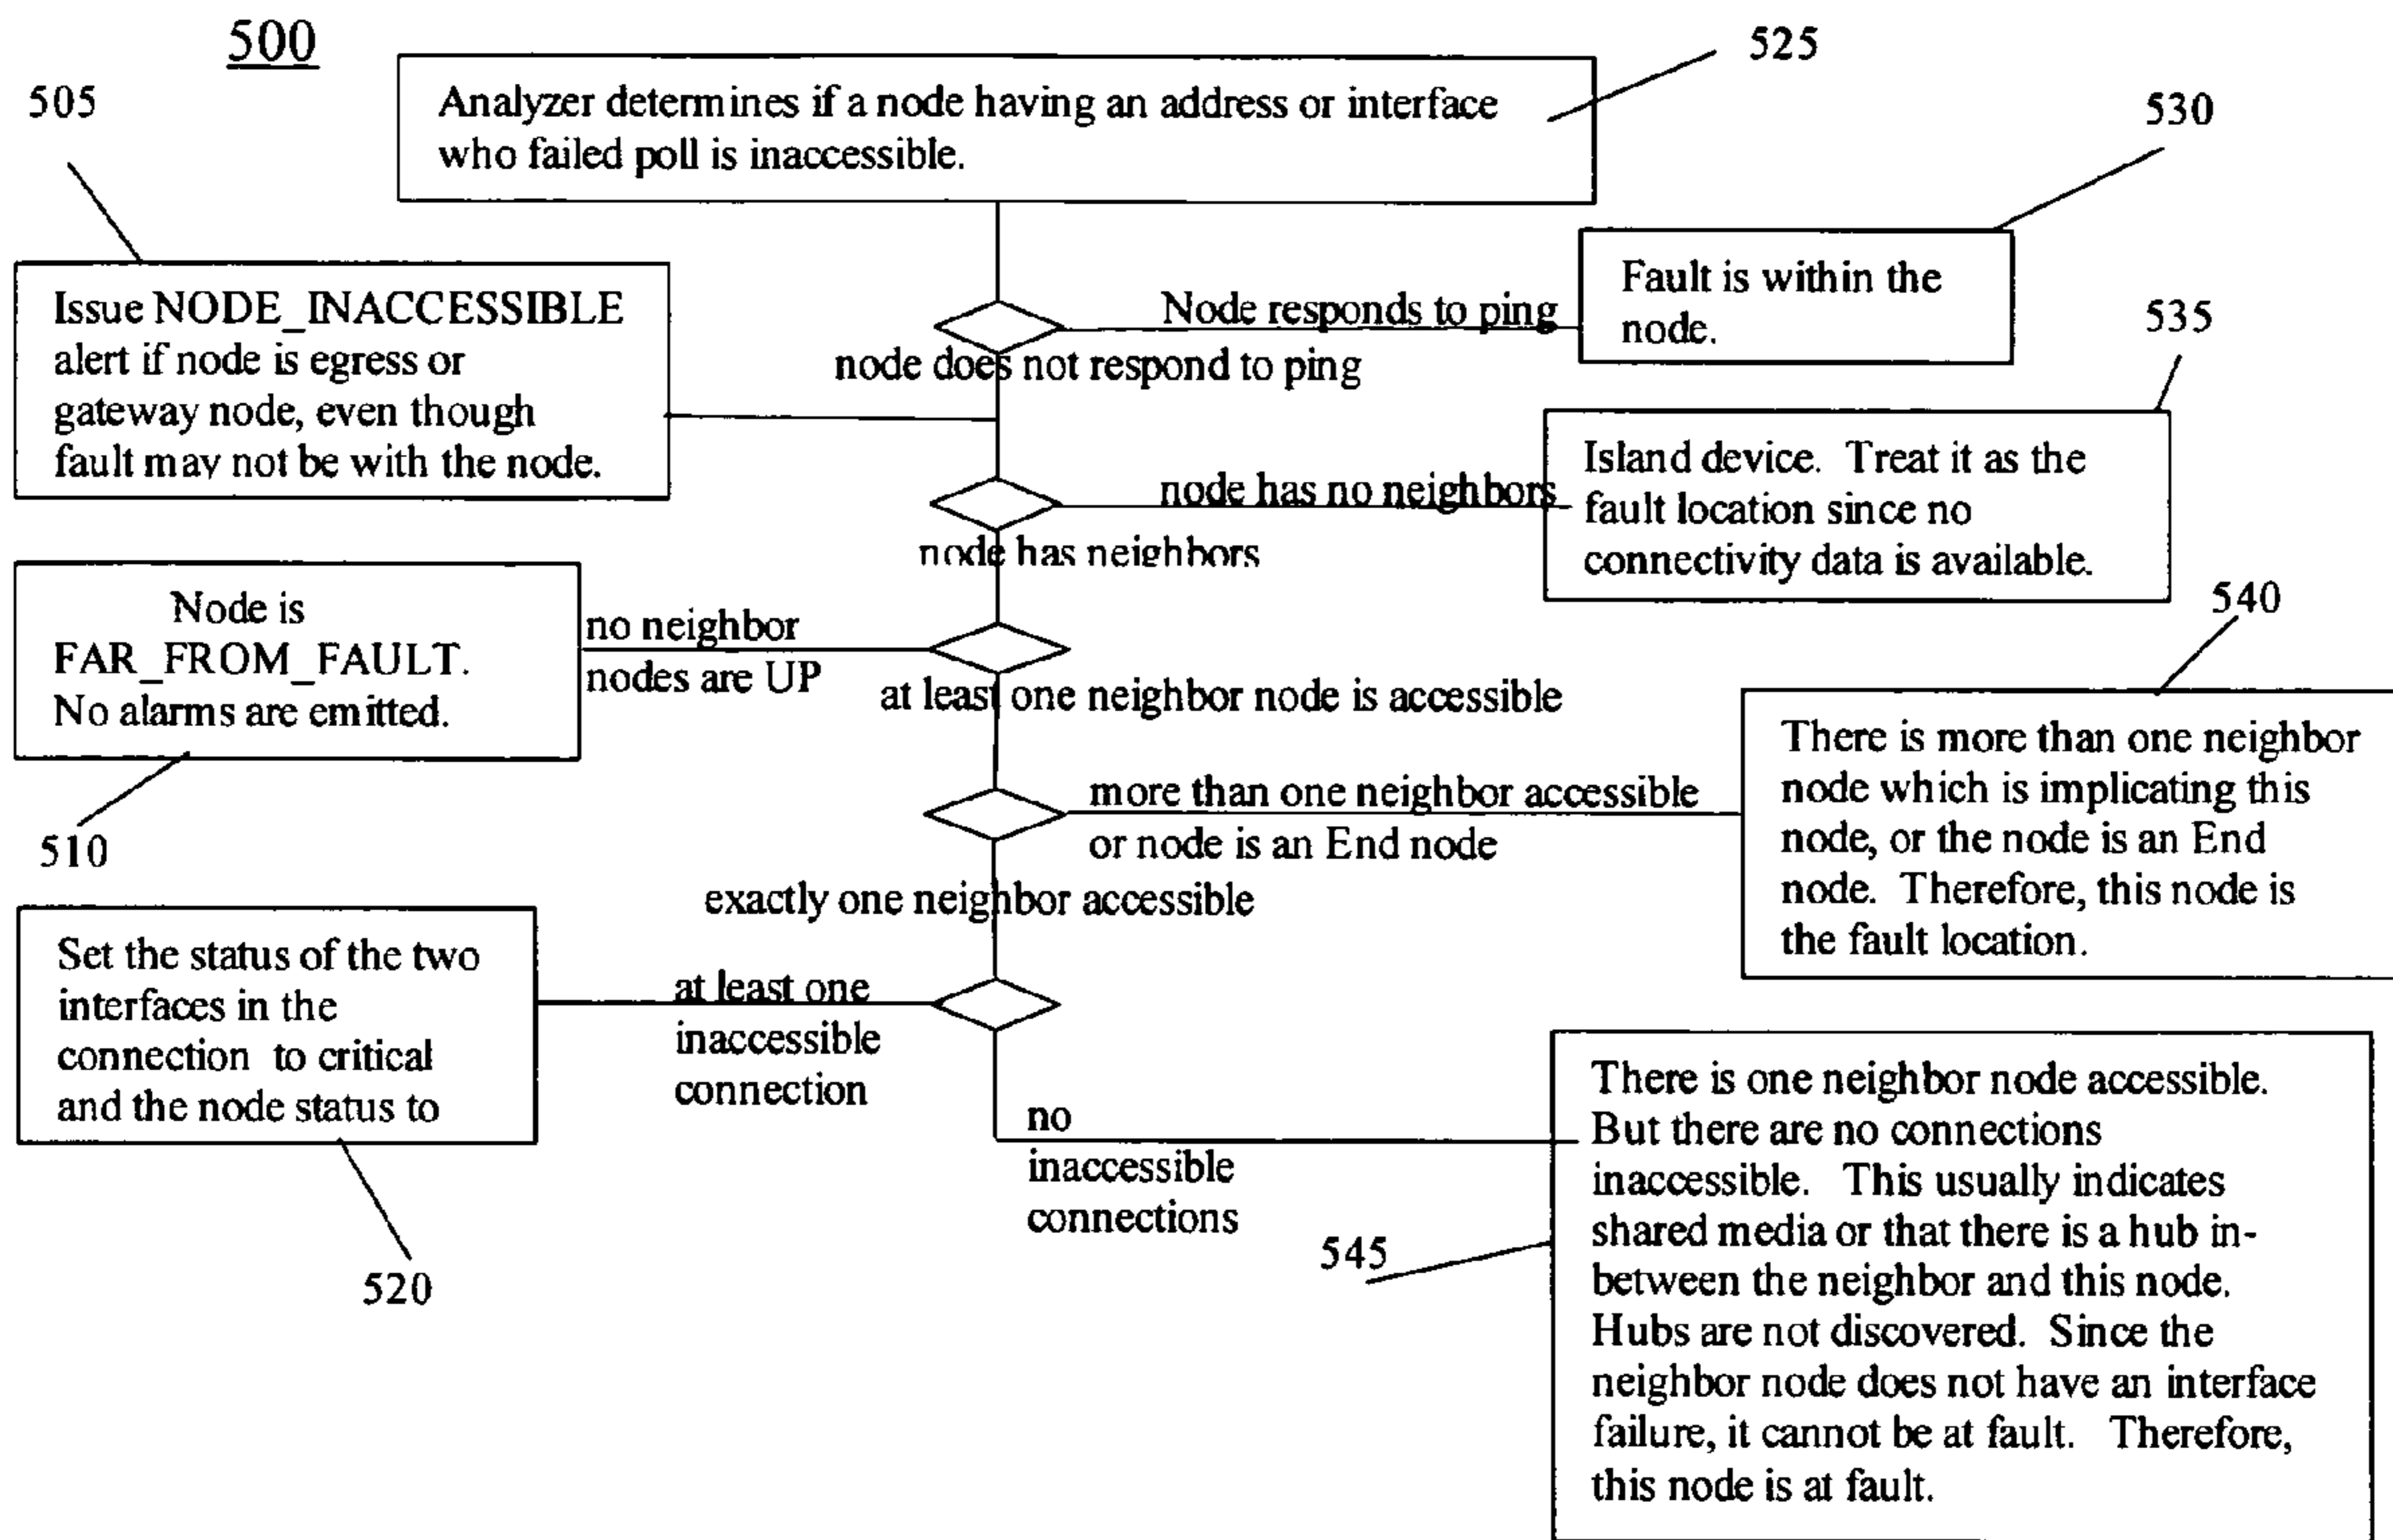 500
525
505
530
Analyzer determines if a node having an address or interface
who failed poll is inaccessible.
Issue NODE_INACCESSIBLE
alert if node is egress or
gateway node, even though
fault may not be with the node.
Node responds to ping
Fault is within the
node.
535
node does not respond to ping
node has no neighbors
Island device. Treat it as the
fault location since no
connectivity data is available.
node has neighbors
Node is
FAR_FROM_FAULT.
No alarms are emitted.
510
no neighbor
nodes are UP
540
at least one neighbor node is accessible
more than one neighbor accessible
or node is an End node
There is more than one neighbor
node which is implicating this
node, or the node is an End
node. Therefore, this node is
the fault location.
exactly one neighbor accessible
Set the status of the two
interfaces in the
connection to critical
and the node status to
520
at least one
inaccessible
connection
no
inaccessible
connections
545
There is one neighbor node accessible.
But there are no connections
inaccessible. This usually indicates
shared media or that there is a hub in-
between the neighbor and this node.
Hubs are not discovered. Since the
neighbor node does not have an interface
failure, it cannot be at fault. Therefore,
this node is at fault.